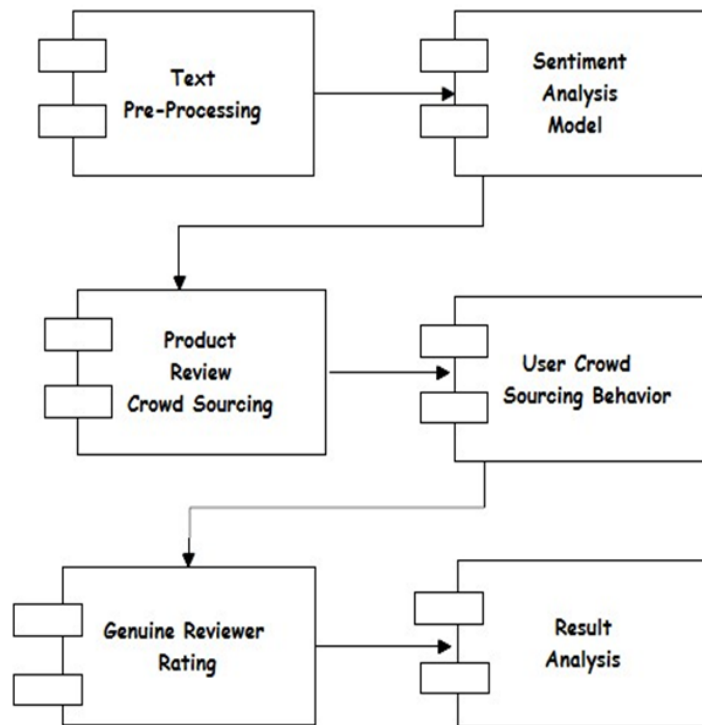 Text
Pre-Processing
Sentiment
Analysis
Model
Product
Review
Crowd Sourcing
User Crowd
Sourcing Behavior
Genuine Reviewer
Rating
Result
Analysis